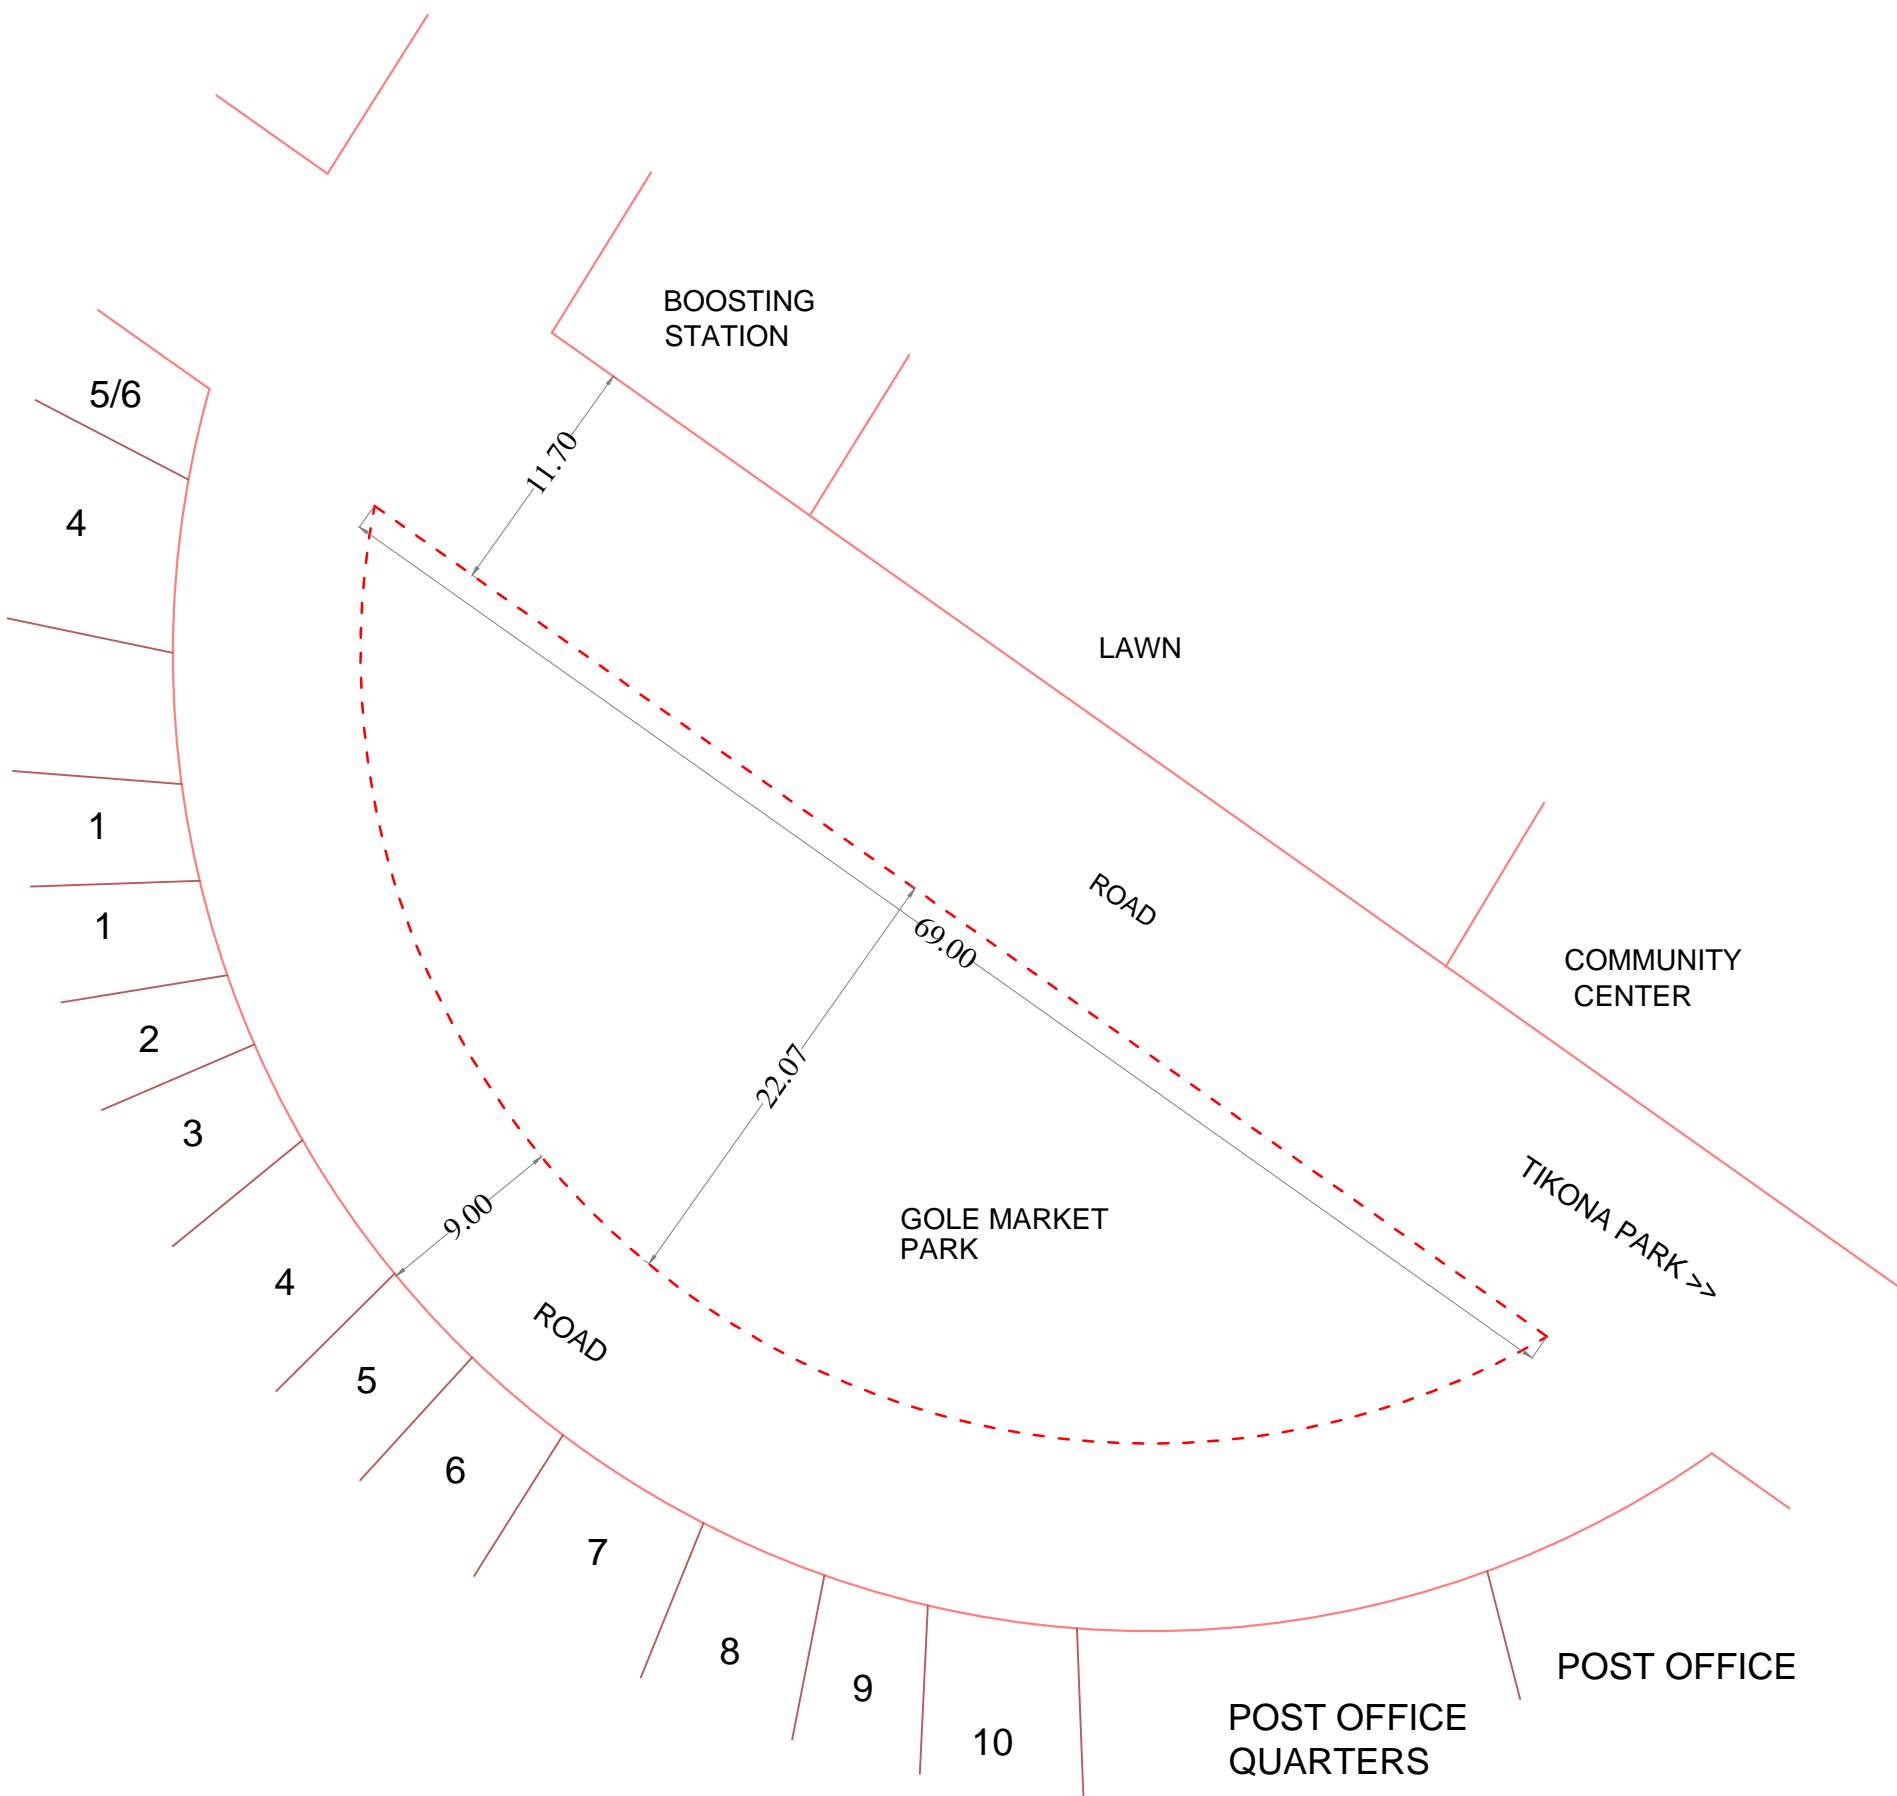 BOOSTING
STATION
5/6
11.70
4
LAWN
1
ROAD
1
69.00
COMMUNITY
CENTER
2
22.07
3
9.00
GOLE MARKET
PARK
TIKONA PARK >>
4
ROAD
5
6
7
8
POST OFFICE
9
POST OFFICE
QUARTERS
10